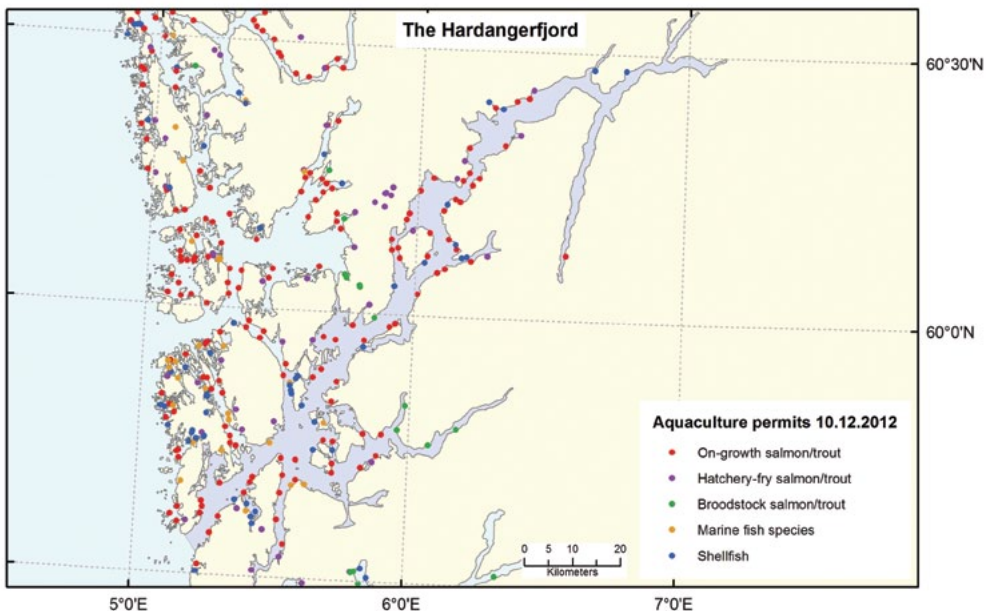 The Hardangerfjord
60°30'N
60°0'N
Aquaculture permits 10.12.2012
On-growth salmon/trout
Hatchery-fry salmon/trout
Broodstock salmon/trout
Marine fish species
Shellfish
0 5 10 20
Kilometers
5°0'E 6°0'E 7°0'E